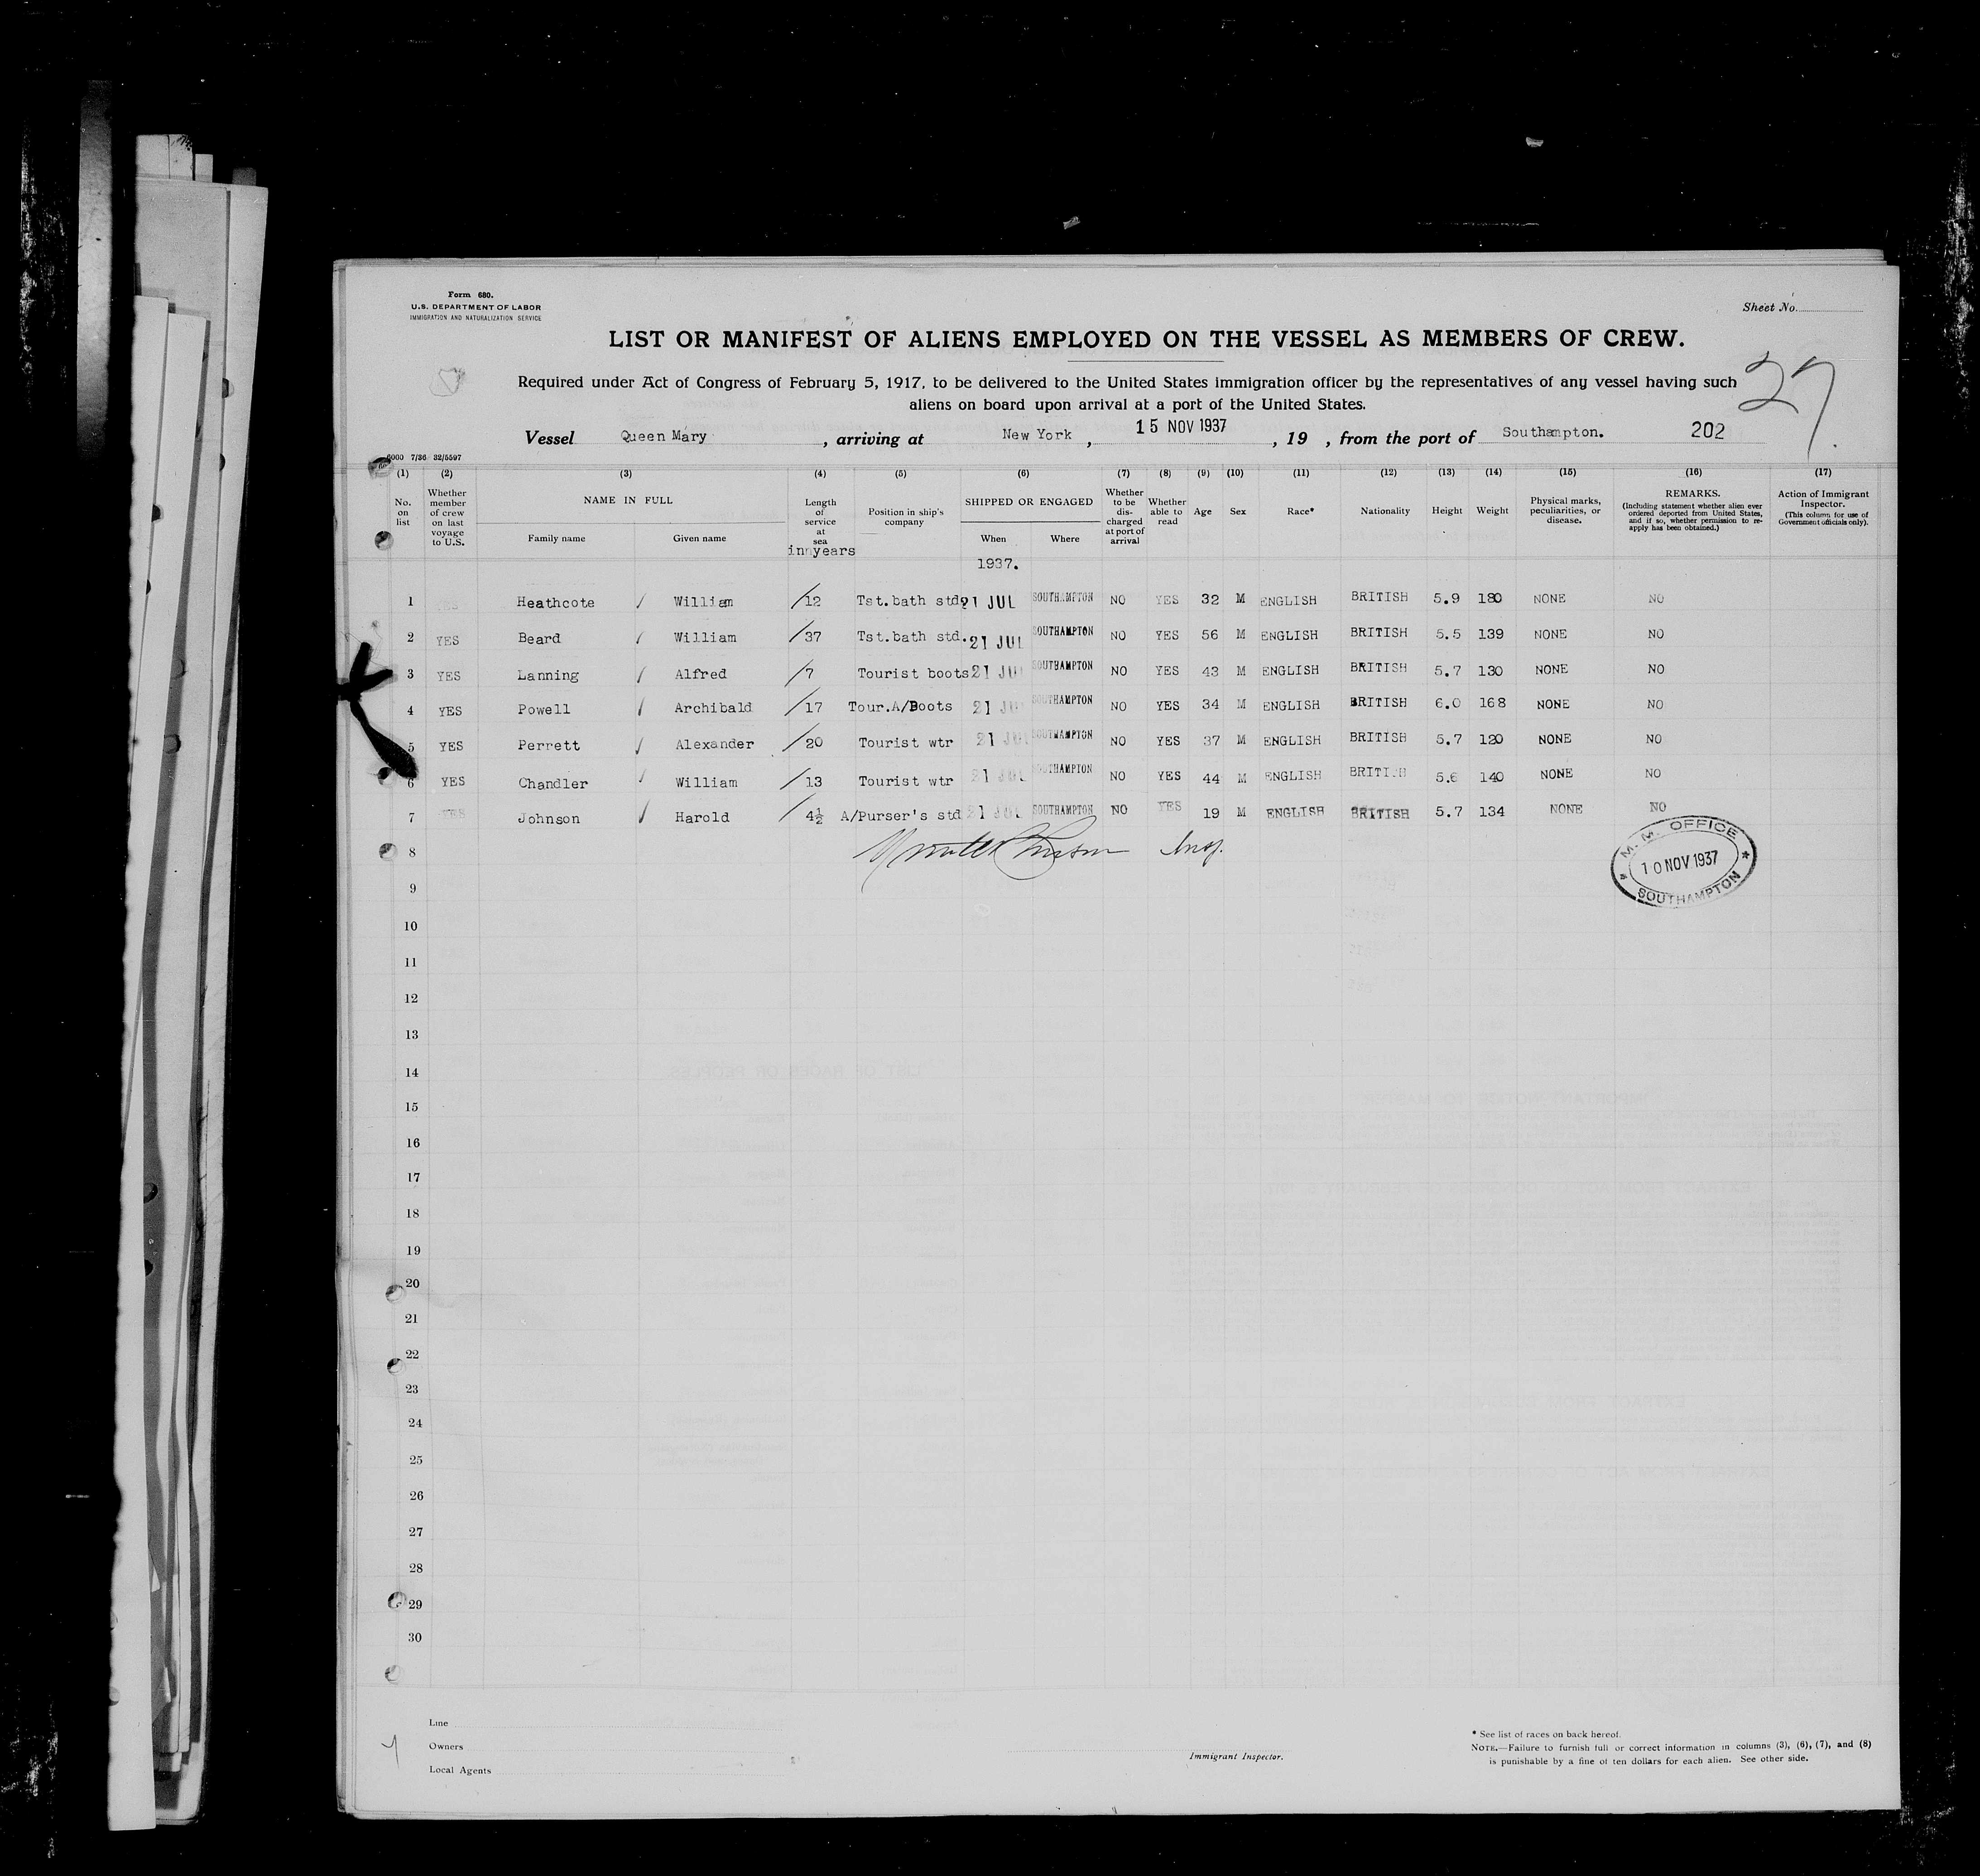 Form 680.
U.S. DEPARTMENT OF LABOR
IMMIGRATION AND NATURALIZATION SERVICE
Sheet No.
LIST OR MANIFEST OF ALIENS EMPLOYED ON THE VESSEL AS MEMBERS OF CREW.
27
Required under Act of Congress of February 5, 1917, to be delivered to the United States immigration officer by the representatives of any vessel having such
aliens on board upon arrival at a port of the United States.
Vessel Queen Mary, arriving at New York, 15 NOV 1937, 19 , from the port of Southampton. 202
6000 7/36 32/5597
(1) (2) (3) (4) (5) (6) (7) (8) (9) (10) (11) (12) (13) (14) (15) (16) (17)
No. on list
Whether member of crew on last voyage to U.S.
NAME IN FULL
Family name
Given name
Length of service at sea
in years
Position in ship's company
SHIPPED OR ENGAGED
When
Where
Whether to be discharged at port of arrival
Whether able to read
Age
Sex
Race*
Nationality
Height
Weight
Physical marks, peculiarities, or disease.
REMARKS.
(Including statement whether alien ever ordered deported from United States, and if so, whether permission to reapply has been obtained.)
Action of Immigrant Inspector.
(This column for use of Government officials only).
1937.
1 YES Heathcote William 12 Tst.bath std. 21 JUL SOUTHAMPTON NO YES 32 M ENGLISH BRITISH 5.9 180 NONE NO
2 YES Beard William 37 Tst.bath std. 21 JUL SOUTHAMPTON NO YES 56 M ENGLISH BRITISH 5.5 139 NONE NO
3 YES Lanning Alfred 7 Tourist boots 21 JUL SOUTHAMPTON NO YES 43 M ENGLISH BRITISH 5.7 130 NONE NO
4 YES Powell Archibald 17 Tour.A/Boots 21 JUL SOUTHAMPTON NO YES 34 M ENGLISH BRITISH 6.0 168 NONE NO
5 YES Perrett Alexander 20 Tourist wtr 21 JUL SOUTHAMPTON NO YES 37 M ENGLISH BRITISH 5.7 120 NONE NO
6 YES Chandler William 13 Tourist wtr 21 JUL SOUTHAMPTON NO YES 44 M ENGLISH BRITISH 5.6 140 NONE NO
7 YES Johnson Harold 4½ A/Purser's std 21 JUL SOUTHAMPTON NO YES 19 M ENGLISH BRITISH 5.7 134 NONE NO
8 Insp.
M.M. OFFICE
10 NOV 1937
SOUTHAMPTON
9
10
11
12
13
14
15
16
17
18
19
20
21
22
23
24
25
26
27
28
29
30
Line
Owners
Local Agents
Immigrant Inspector.
* See list of races on back hereof.
NOTE.—Failure to furnish full or correct information in columns (3), (6), (7), and (8)
is punishable by a fine of ten dollars for each alien. See other side.